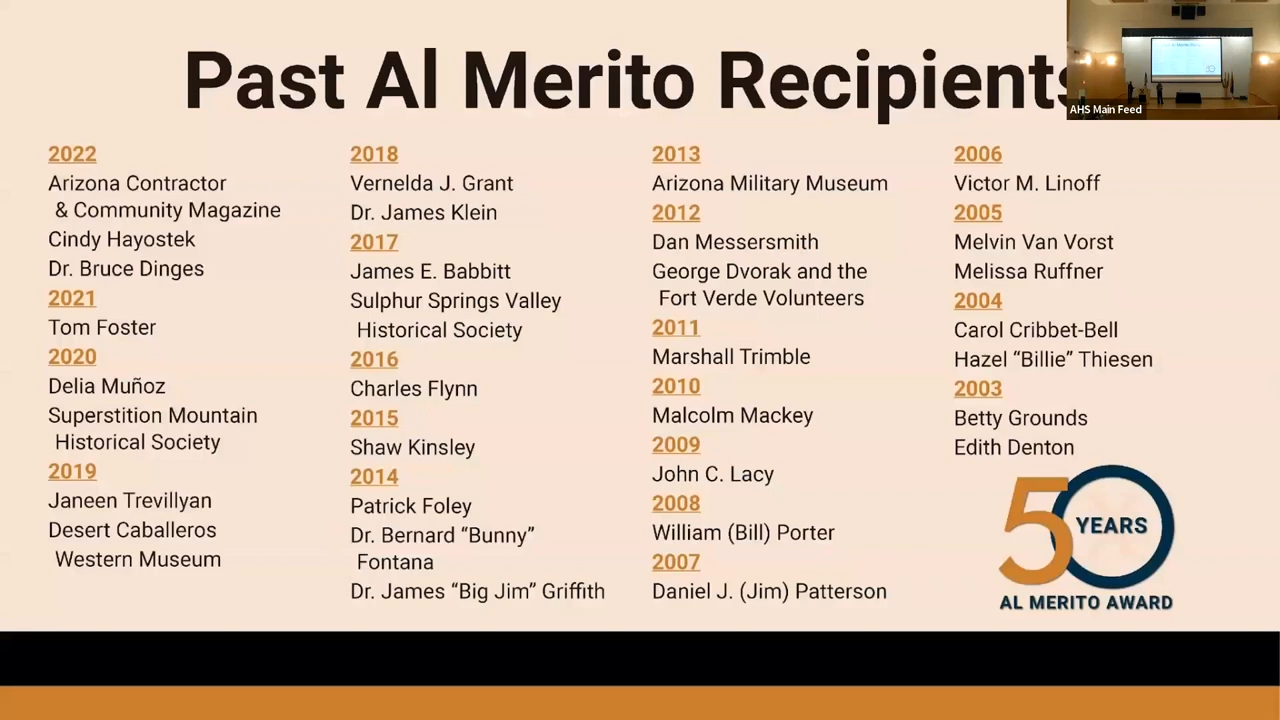 Past Al Merito Recipients
AHS Main Feed
2022
Arizona Contractor
& Community Magazine
Cindy Hayostek
Dr. Bruce Dinges
2021
Tom Foster
2020
Delia Muñoz
Superstition Mountain
Historical Society
2019
Janeen Trevillyan
Desert Caballeros
Western Museum
2018
Vernelda J. Grant
Dr. James Klein
2017
James E. Babbitt
Sulphur Springs Valley
Historical Society
2016
Charles Flynn
2015
Shaw Kinsley
2014
Patrick Foley
Dr. Bernard “Bunny”
Fontana
Dr. James “Big Jim” Griffith
2013
Arizona Military Museum
2012
Dan Messersmith
George Dvorak and the
Fort Verde Volunteers
2011
Marshall Trimble
2010
Malcolm Mackey
2009
John C. Lacy
2008
William (Bill) Porter
2007
Daniel J. (Jim) Patterson
2006
Victor M. Linoff
2005
Melvin Van Vorst
Melissa Ruffner
2004
Carol Cribbet-Bell
Hazel “Billie” Thiesen
2003
Betty Grounds
Edith Denton
50 YEARS
AL MERITO AWARD